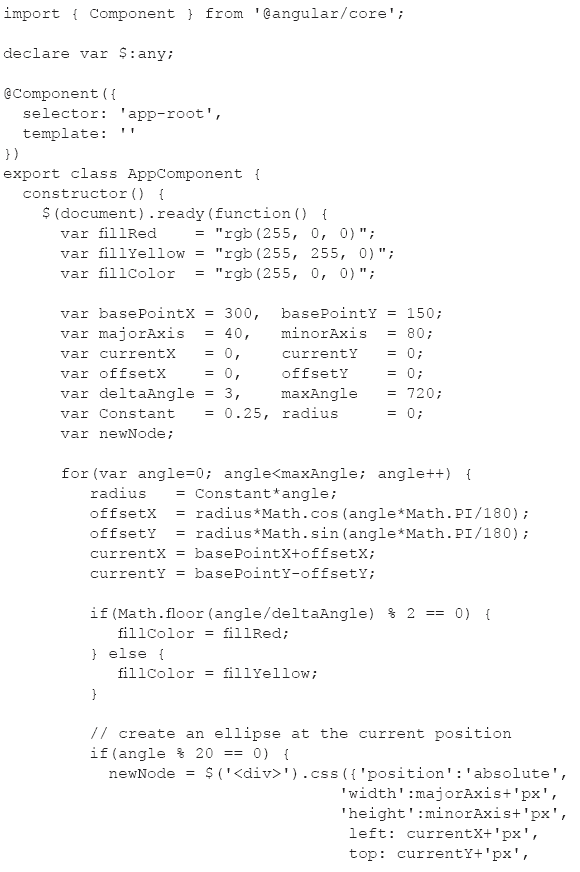 import { Component } from '@angular/core';

declare var $:any;

@Component({
  selector: 'app-root',
  template: ''
})
export class AppComponent {
  constructor() {
    $(document).ready(function() {
      var fillRed    = "rgb(255, 0, 0)";
      var fillYellow = "rgb(255, 255, 0)";
      var fillColor  = "rgb(255, 0, 0)";

      var basePointX = 300,  basePointY = 150;
      var majorAxis  = 40,   minorAxis  = 80;
      var currentX   = 0,    currentY   = 0;
      var offsetX    = 0,    offsetY    = 0;
      var deltaAngle = 3,    maxAngle   = 720;
      var Constant   = 0.25, radius     = 0;
      var newNode;

      for(var angle=0; angle<maxAngle; angle++) {
         radius   = Constant*angle;
         offsetX  = radius*Math.cos(angle*Math.PI/180);
         offsetY  = radius*Math.sin(angle*Math.PI/180);
         currentX = basePointX+offsetX;
         currentY = basePointY-offsetY;

         if(Math.floor(angle/deltaAngle) % 2 == 0) {
            fillColor = fillRed;
         } else {
            fillColor = fillYellow;
         }

         // create an ellipse at the current position
         if(angle % 20 == 0) {
           newNode = $('<div>').css({'position':'absolute',
                                   'width':majorAxis+'px',
                                   'height':minorAxis+'px',
                                    left: currentX+'px',
                                    top: currentY+'px',